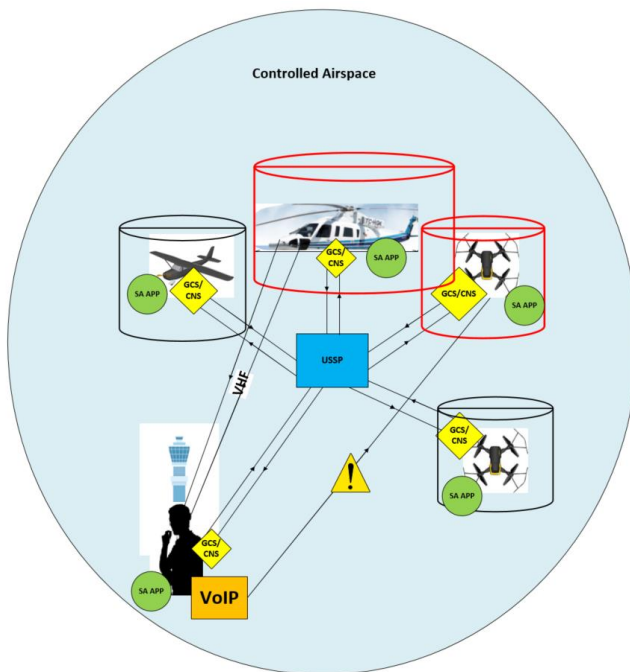 Controlled Airspace
GCS/
CNS
SA APP
GCS/
CNS
SA APP
GCS/CNS
SA APP
USSP
VHF
GCS/
CNS
SA APP
!
GCS/
CNS
SA APP
VoIP